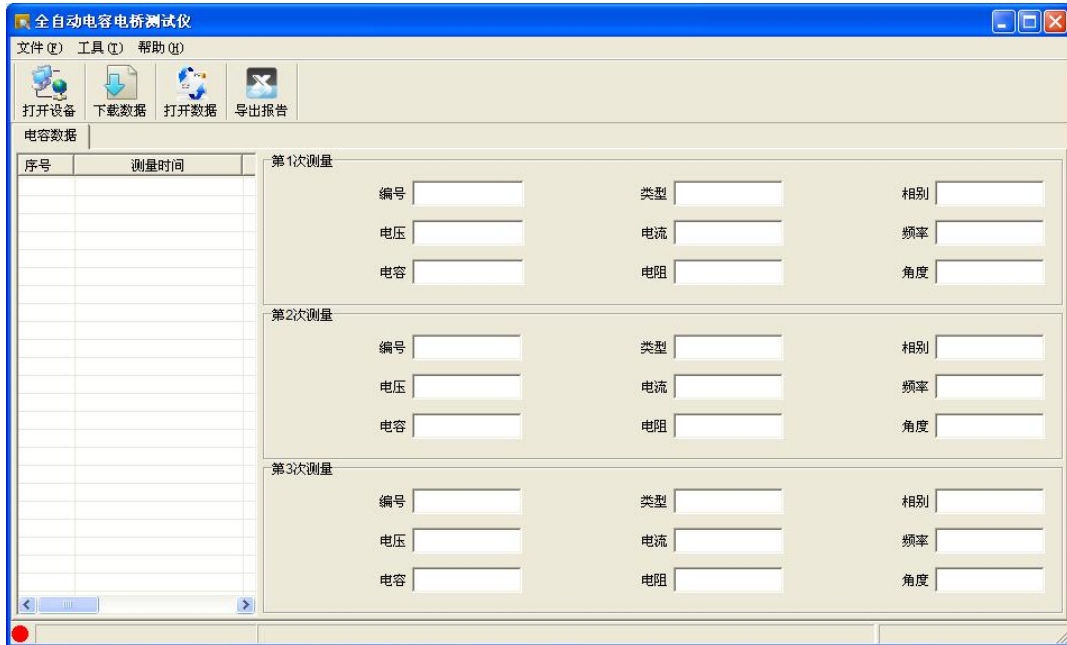 全自动电容电桥测试仪
文件(F) 工具(T) 帮助(H)
打开设备 下载数据 打开数据 导出报告
电容数据
序号 测量时间
第1次测量
编号 类型 相别
电压 电流 频率
电容 电阻 角度
第2次测量
编号 类型 相别
电压 电流 频率
电容 电阻 角度
第3次测量
编号 类型 相别
电压 电流 频率
电容 电阻 角度